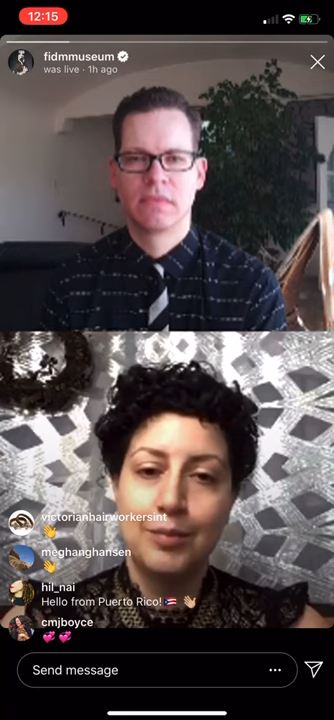 12:15
fidmmuseum
was live · 1h ago
victorianhairworkersint
👋
meghanghansen
👋
hil_nai
Hello from Puerto Rico! 🇵🇷 👋🏼
cmjboyce
💞 💞
Send message